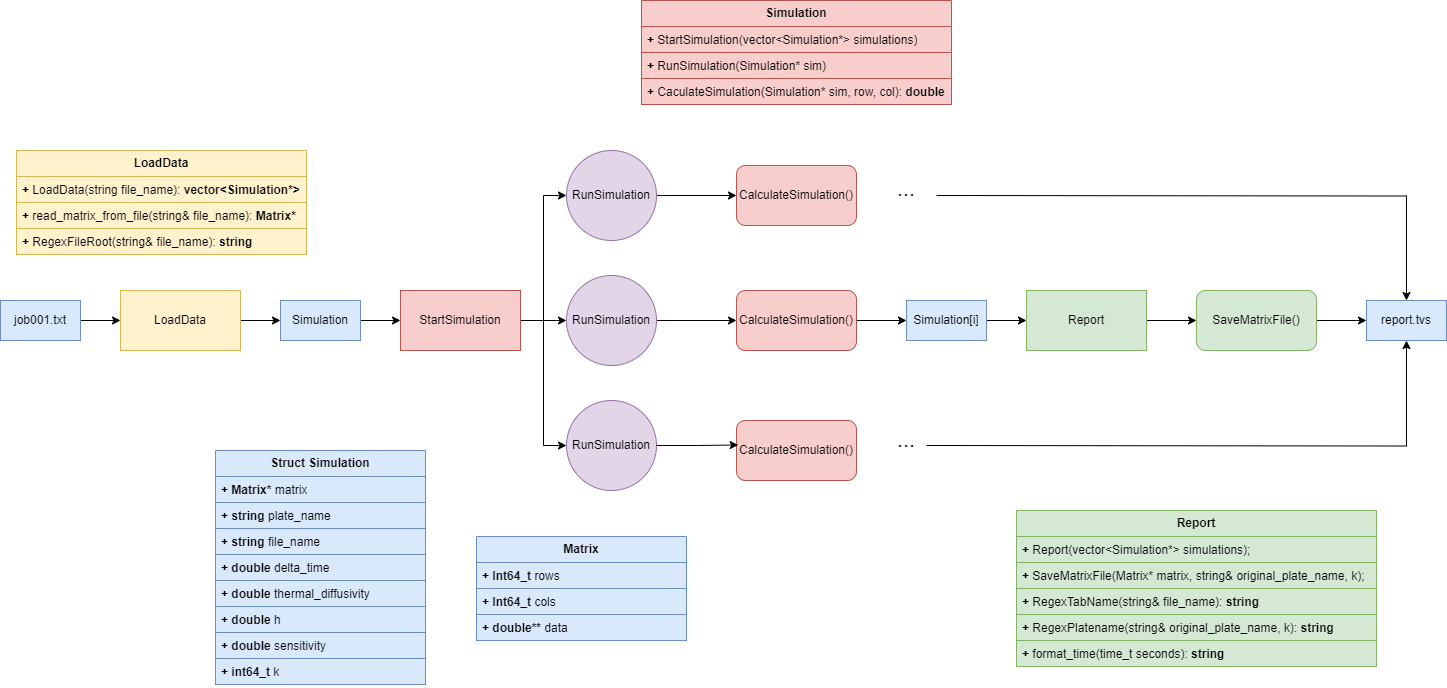 Simulation
+ StartSimulation(vector<Simulation*> simulations)
+ RunSimulation(Simulation* sim)
+ CaculateSimulation(Simulation* sim, row, col): double
LoadData
+ LoadData(string file_name): vector<Simulation*>
+ read_matrix_from_file(string& file_name): Matrix*
+ RegexFileRoot(string& file_name): string
RunSimulation
CalculateSimulation()
...
job001.txt
LoadData
Simulation
StartSimulation
RunSimulation
CalculateSimulation()
Simulation[i]
Report
SaveMatrixFile()
report.tvs
RunSimulation
CalculateSimulation()
...
Struct Simulation
+ Matrix* matrix
+ string plate_name
+ string file_name
+ double delta_time
+ double thermal_diffusivity
+ double h
+ double sensitivity
+ int64_t k
Matrix
+ Int64_t rows
+ Int64_t cols
+ double** data
Report
+ Report(vector<Simulation*> simulations);
+ SaveMatrixFile(Matrix* matrix, string& original_plate_name, k);
+ RegexTabName(string& file_name): string
+ RegexPlatename(string& original_plate_name, k): string
+ format_time(time_t seconds): string